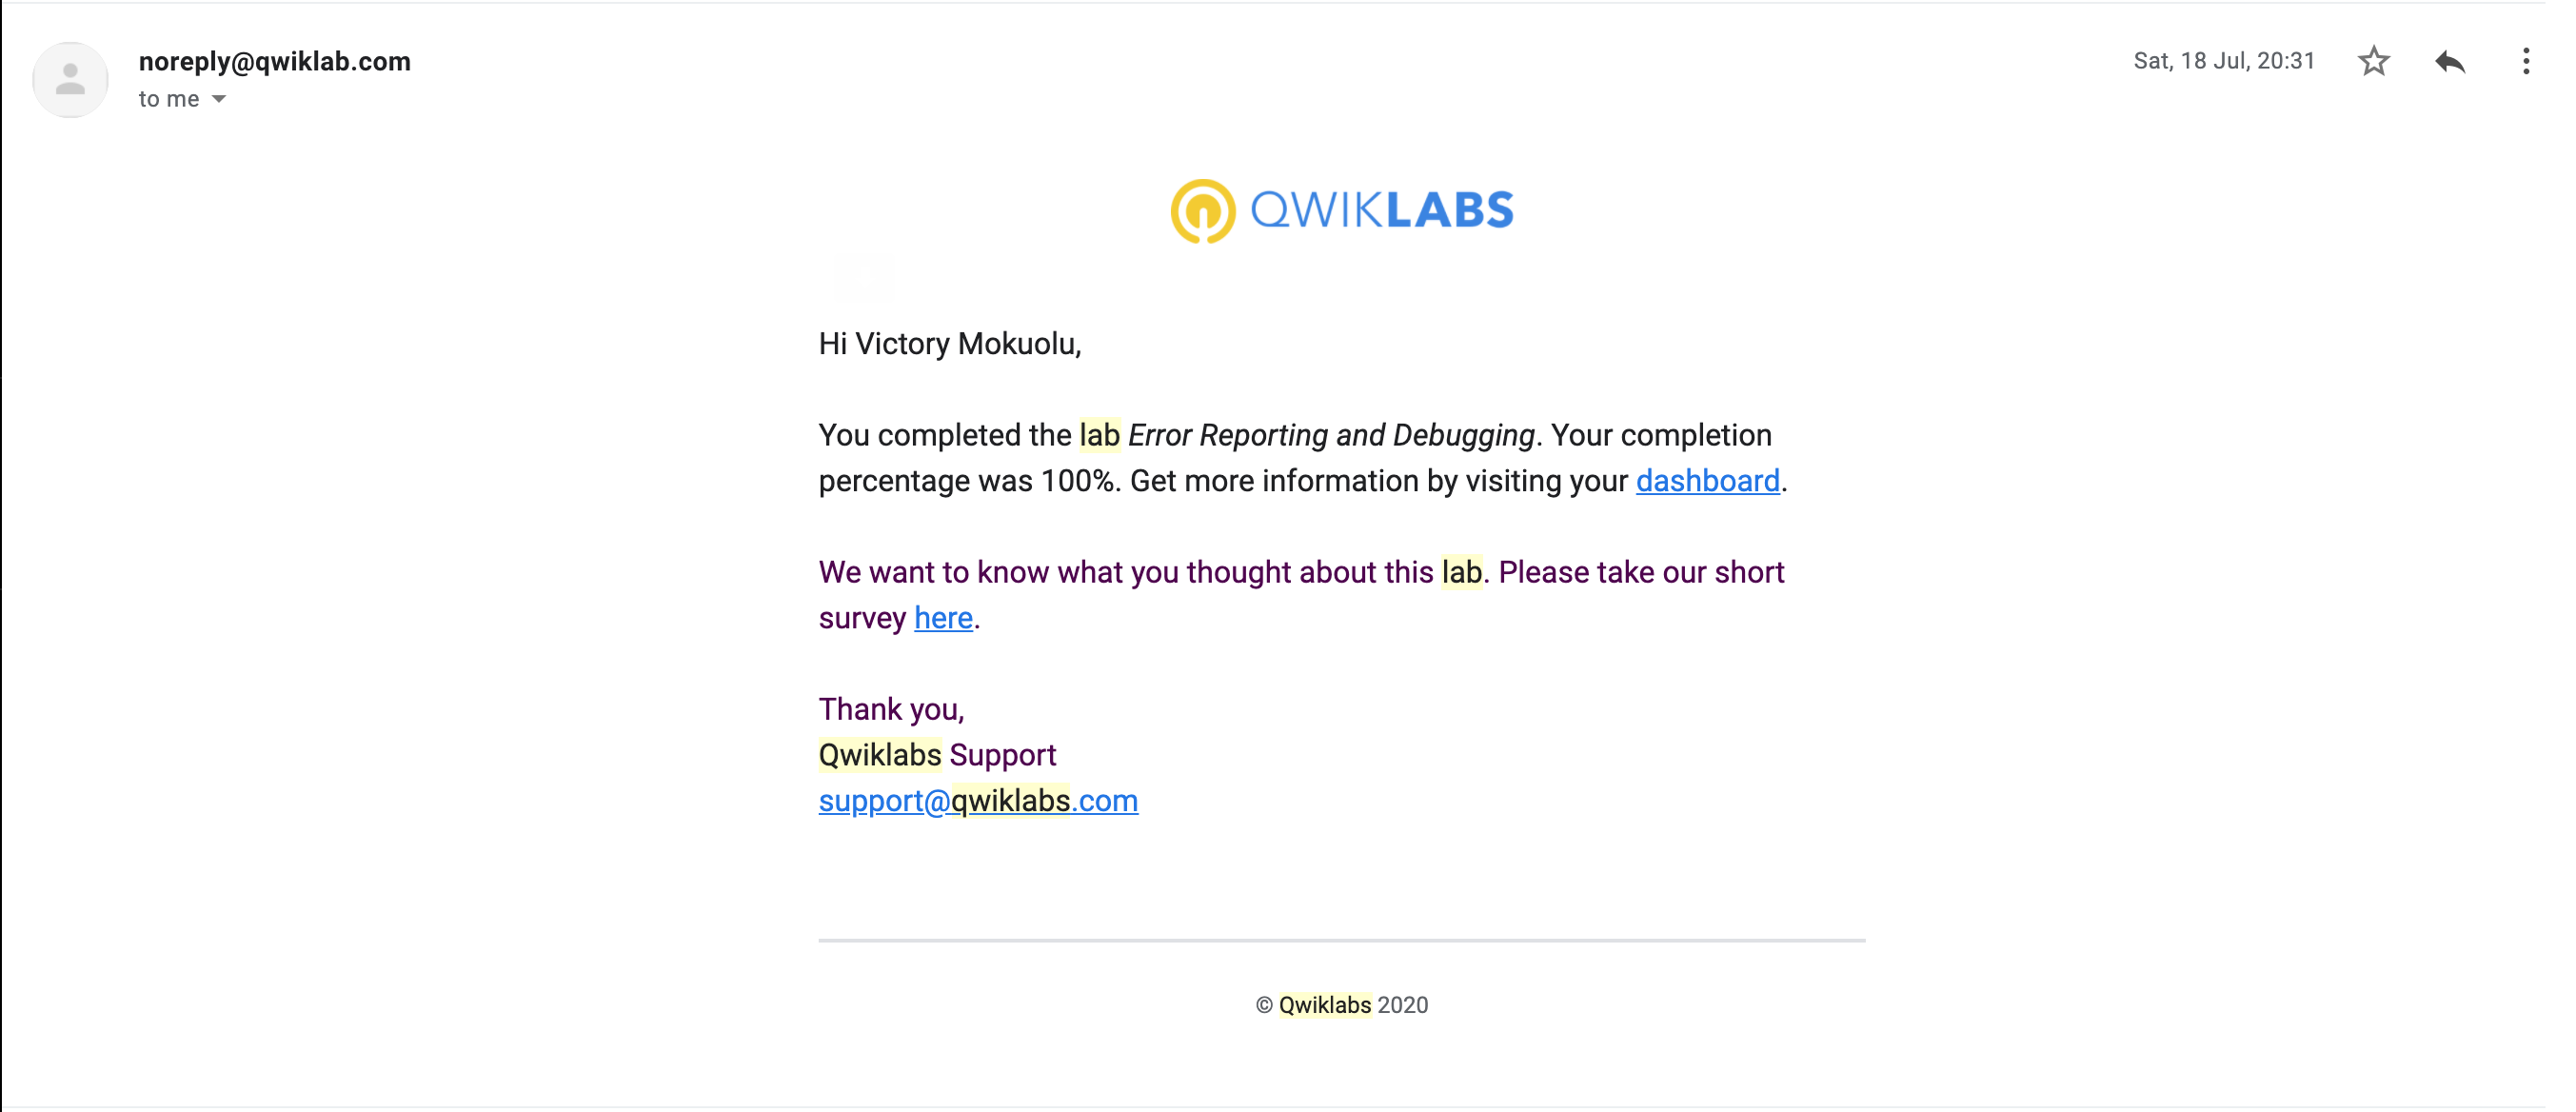 noreply@qwiklab.com
Sat, 18 Jul, 20:31
to me
QWIKLABS
Hi Victory Mokuolu,
You completed the lab Error Reporting and Debugging. Your completion
percentage was 100%. Get more information by visiting your dashboard.
We want to know what you thought about this lab. Please take our short
survey here.
Thank you,
Qwiklabs Support
support@qwiklabs.com
© Qwiklabs 2020